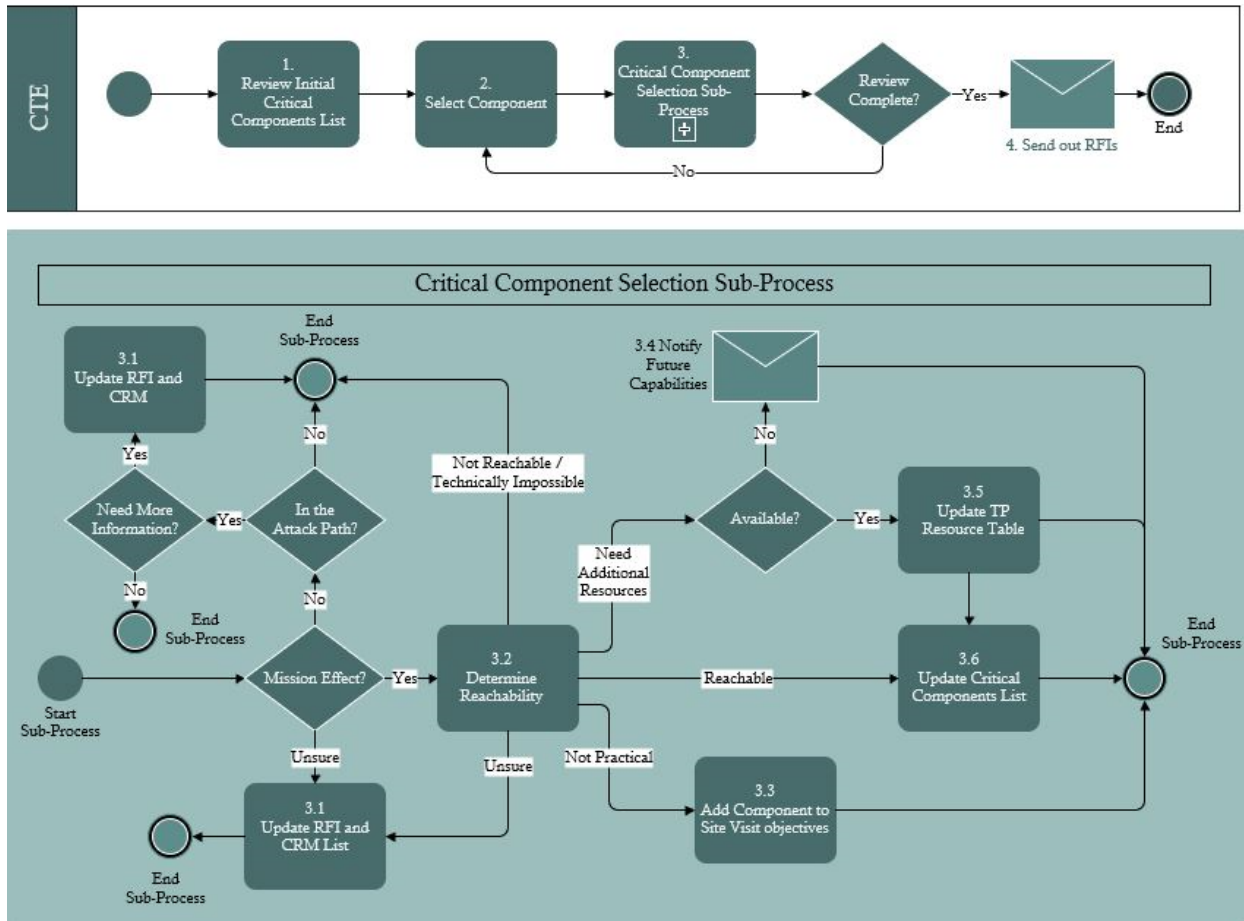 CTE
1.
Review Initial
Critical
Components List
2.
Select Component
3.
Critical Component
Selection Sub-
Process
Review
Complete?
Yes
No
4. Send out RFIs
End
Critical Component Selection Sub-Process
3.1
Update RFI and
CRM
End
Sub-Process
No
Yes
Need More
Information?
Yes
In the
Attack Path?
No
End
Sub-Process
No
Start
Sub-Process
Mission Effect?
Yes
Unsure
3.1
Update RFI and
CRM List
End
Sub-Process
3.2
Determine
Reachability
Not Reachable /
Technically Impossible
Unsure
Need
Additional
Resources
Available?
No
3.4 Notify
Future
Capabilities
Yes
3.5
Update TP
Resource Table
Reachable
3.6
Update Critical
Components List
Not Practical
3.3
Add Component to
Site Visit objectives
End
Sub-Process